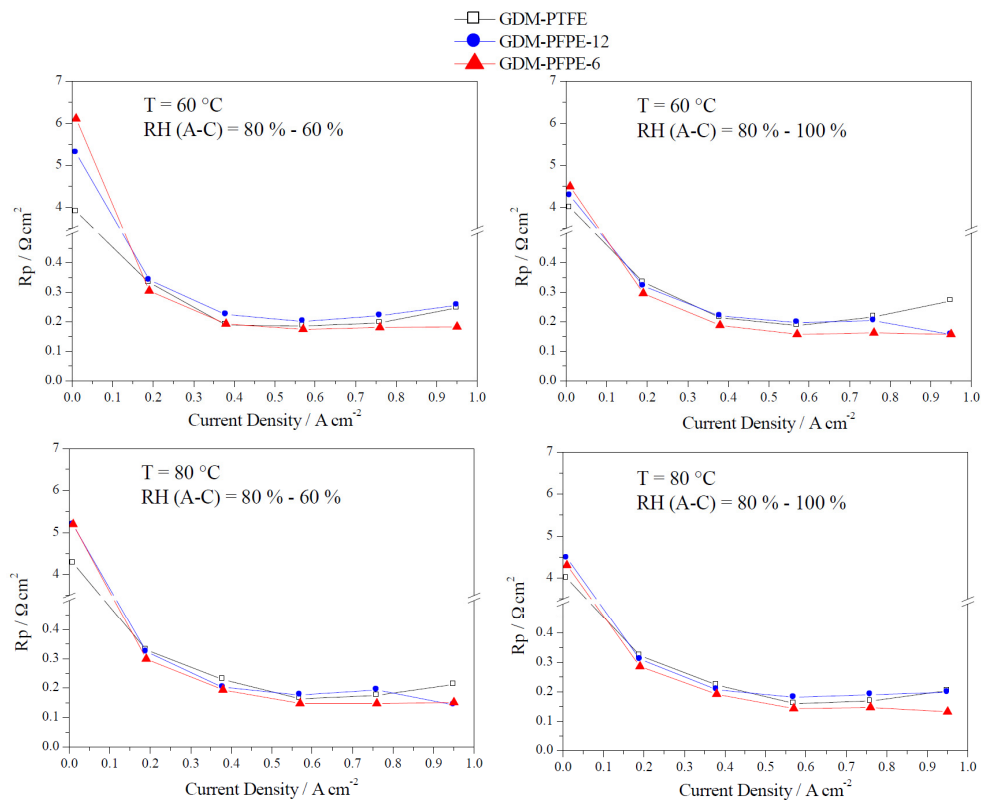 GDM-PTFE
GDM-PFPE-12
GDM-PFPE-6
T = 60 °C
RH (A-C) = 80 % - 60 %
Rp / Ω cm²
7
6
5
4
0.4
0.3
0.2
0.1
0.0
0.0 0.1 0.2 0.3 0.4 0.5 0.6 0.7 0.8 0.9 1.0
Current Density / A cm⁻²
T = 60 °C
RH (A-C) = 80 % - 100 %
Rp / Ω cm²
7
6
5
4
0.4
0.3
0.2
0.1
0.0
0.0 0.1 0.2 0.3 0.4 0.5 0.6 0.7 0.8 0.9 1.0
Current Density / A cm⁻²
T = 80 °C
RH (A-C) = 80 % - 60 %
Rp / Ω cm²
7
6
5
4
0.4
0.3
0.2
0.1
0.0
0.0 0.1 0.2 0.3 0.4 0.5 0.6 0.7 0.8 0.9 1.0
Current Density / A cm⁻²
T = 80 °C
RH (A-C) = 80 % - 100 %
Rp / Ω cm²
7
6
5
4
0.4
0.3
0.2
0.1
0.0
0.0 0.1 0.2 0.3 0.4 0.5 0.6 0.7 0.8 0.9 1.0
Current Density / A cm⁻²